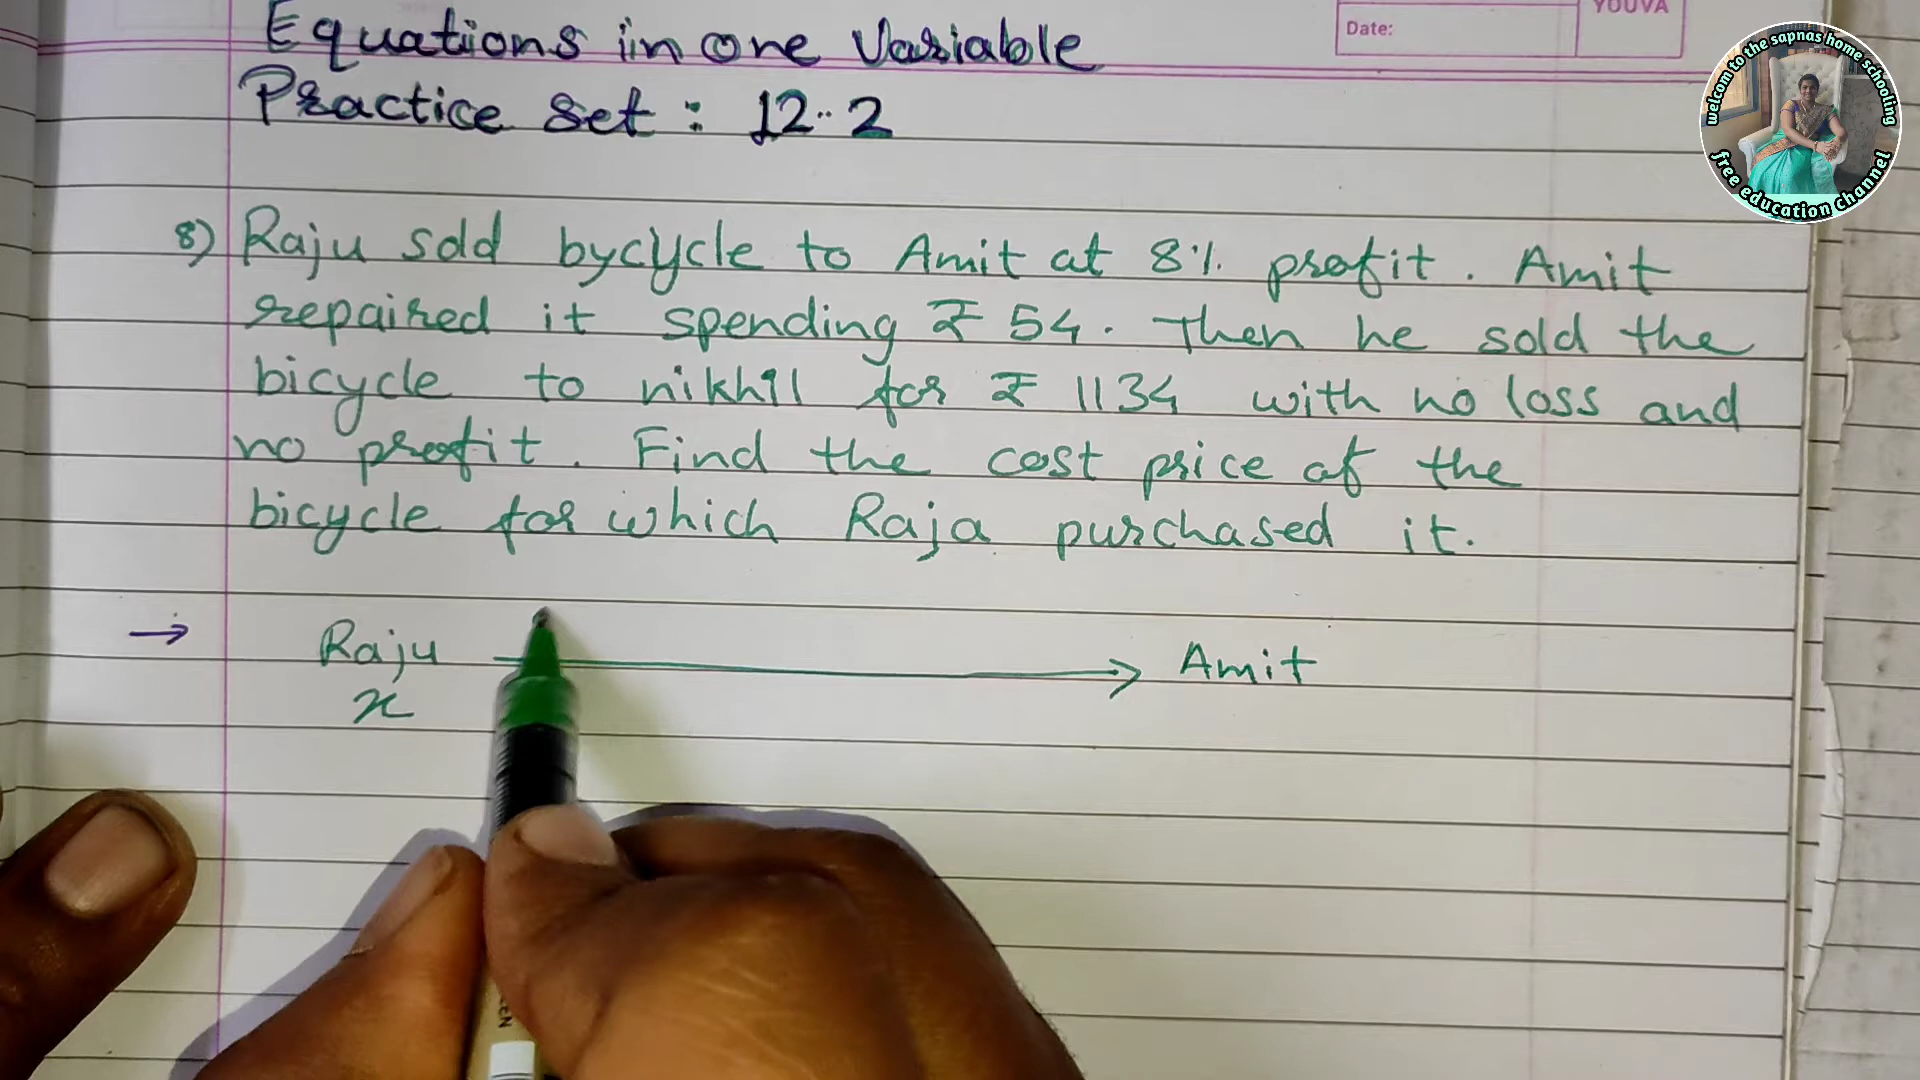 Equations iin one Variable
Practice Set : 12.2
YOUVA
Date:
welcom to the sapnas home schooling
free education channel
8) Raju sold bycycle to Amit at 8% profit. Amit
repaired it spending ₹ 54. Then he sold the
bicycle to nikhil for ₹ 1134 with no loss and
no profit. Find the cost price of the
bicycle for which Raja purchased it.
→ Raju → Amit
x